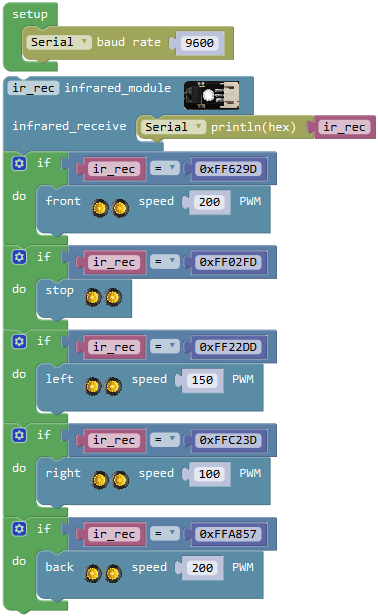 setup
Serial baud rate 9600
ir_rec infrared_module
infrared_receive Serial println(hex) ir_rec
if ir_rec = 0xFF629D
do front speed 200 PWM
if ir_rec = 0xFF02FD
do stop
if ir_rec = 0xFF22DD
do left speed 150 PWM
if ir_rec = 0xFFC23D
do right speed 100 PWM
if ir_rec = 0xFFA857
do back speed 200 PWM